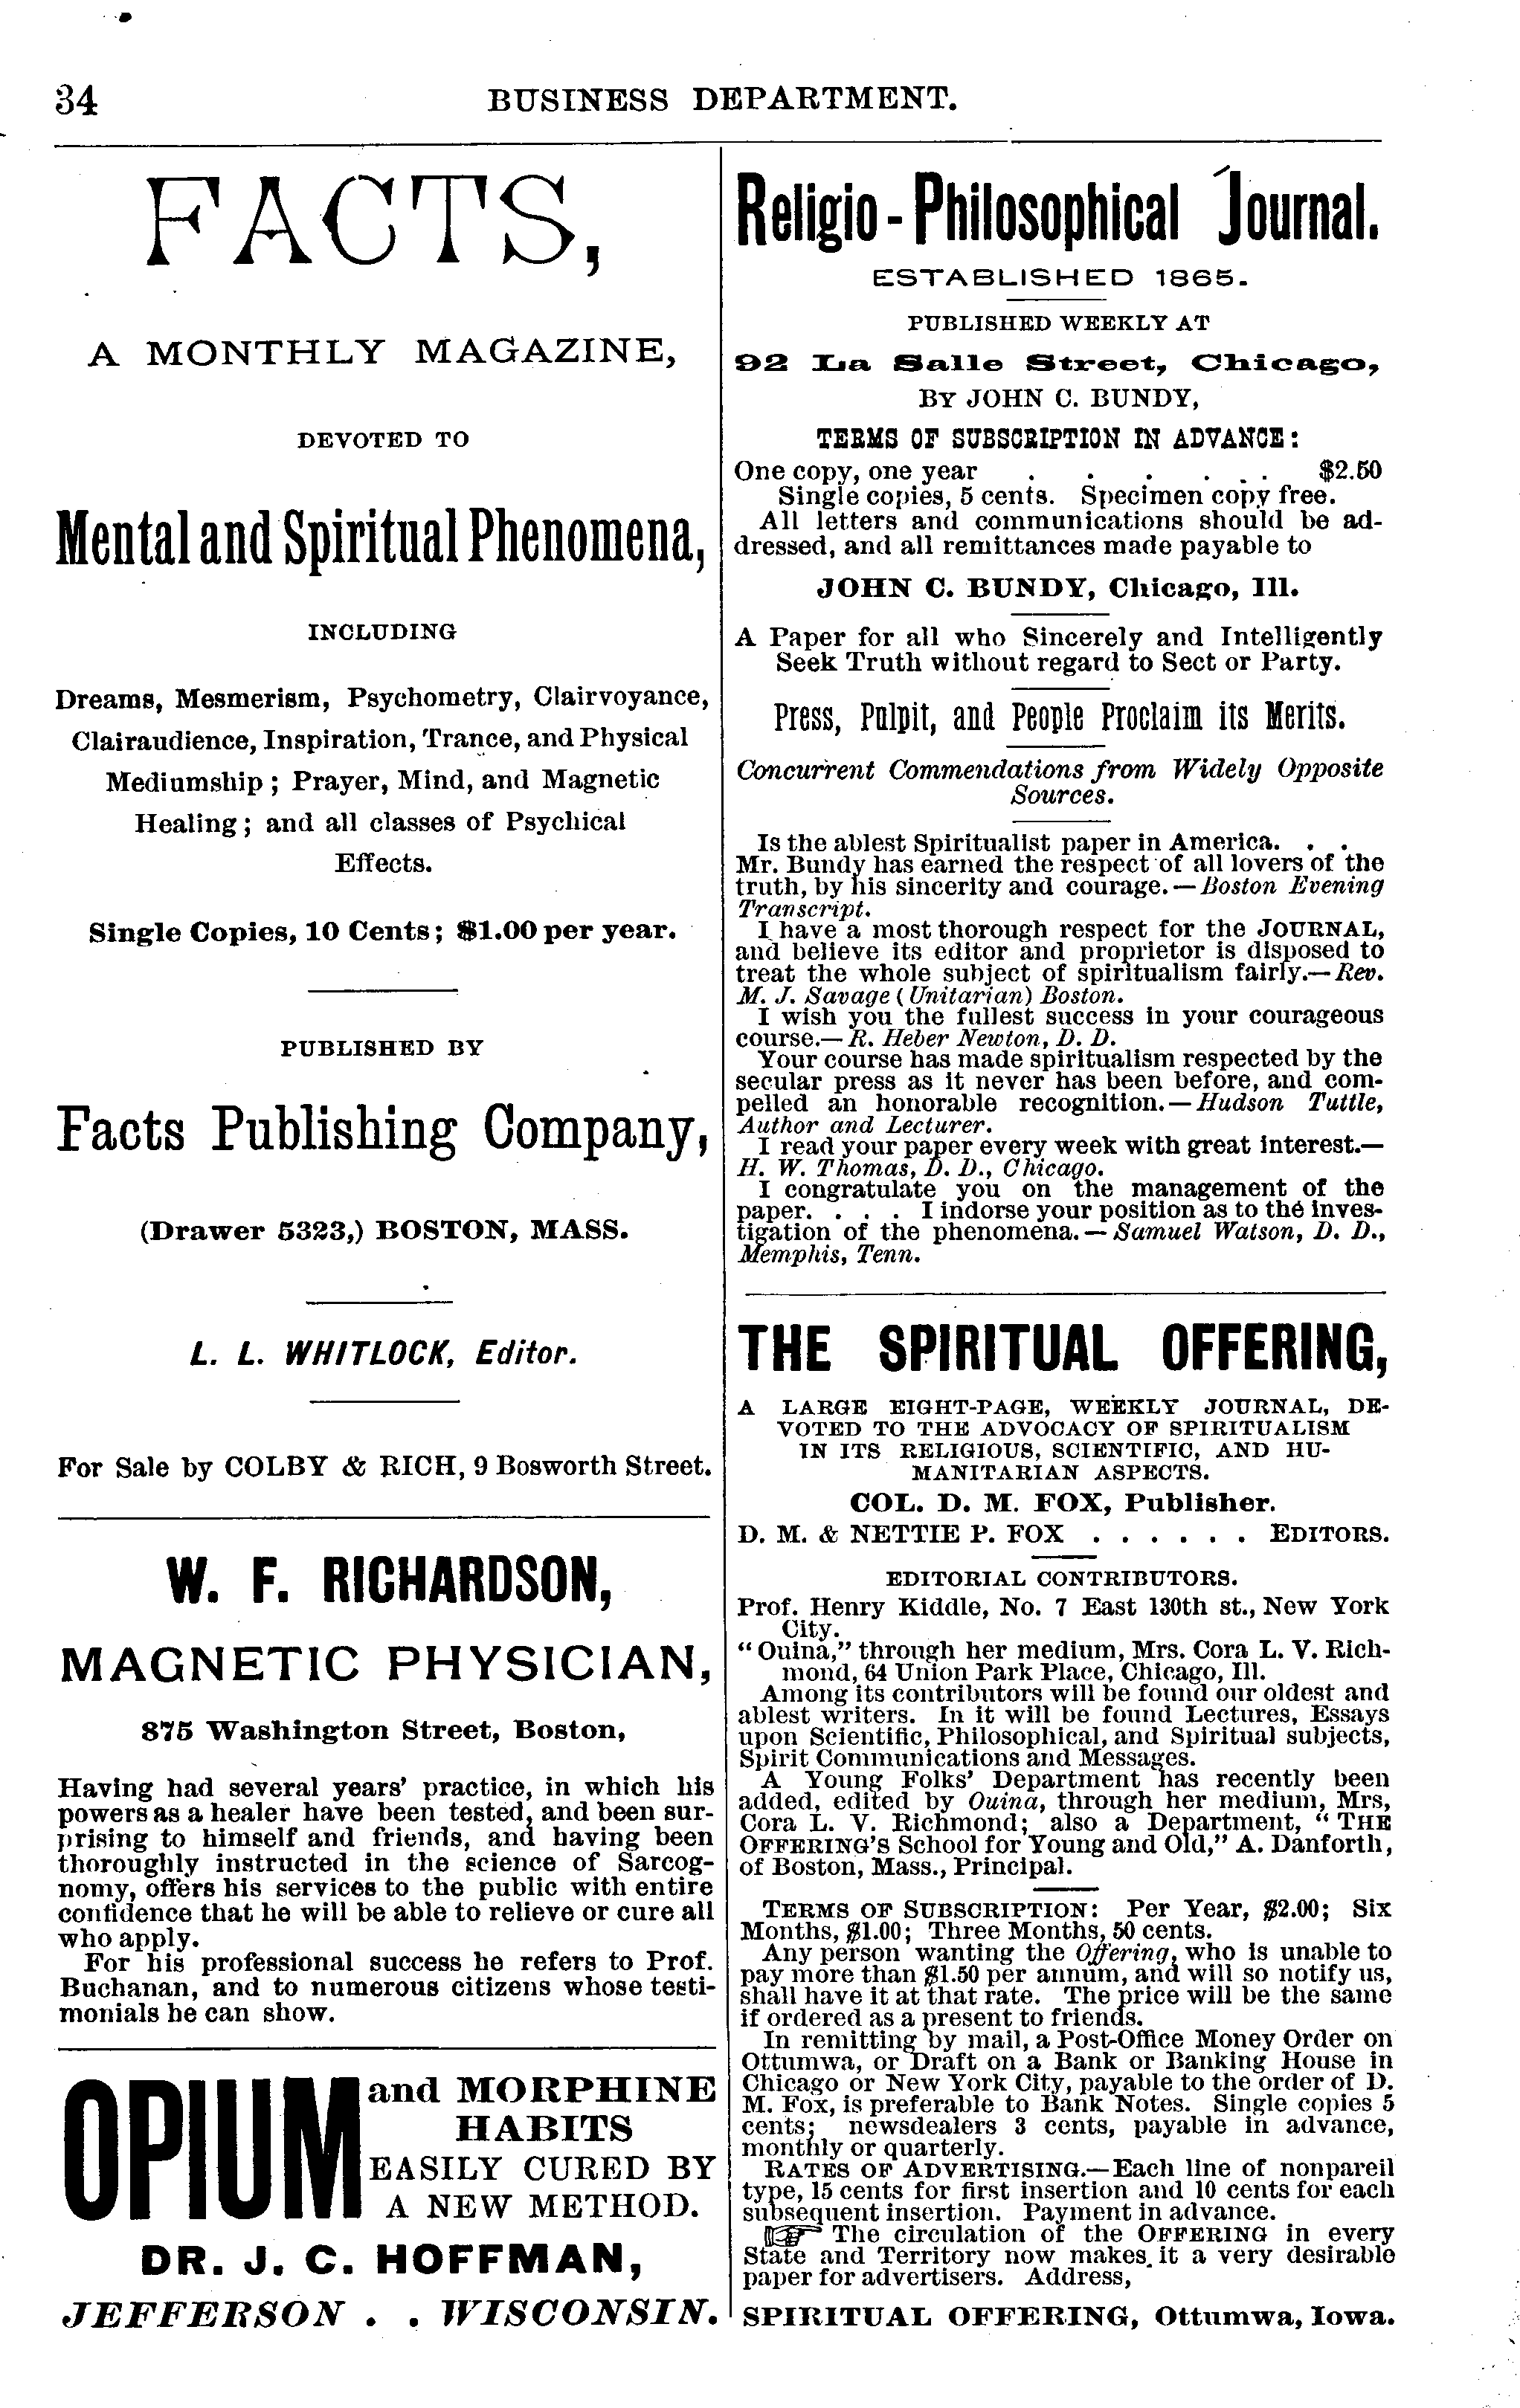 34
BUSINESS DEPARTMENT.
FACTS,
A MONTHLY MAGAZINE,
DEVOTED TO
Mental and Spiritual Phenomena,
INCLUDING
Dreams, Mesmerism, Psychometry, Clairvoyance,
Clairaudience, Inspiration, Trance, and Physical
Mediumship; Prayer, Mind, and Magnetic
Healing; and all classes of Psychical
Effects.
Single Copies, 10 Cents; $1.00 per year.
PUBLISHED BY
Facts Publishing Company,
(Drawer 5323,) BOSTON, MASS.
L. L. WHITLOCK, Editor.
For Sale by COLBY & RICH, 9 Bosworth Street.
W. F. RICHARDSON,
MAGNETIC PHYSICIAN,
875 Washington Street, Boston,
Having had several years' practice, in which his
powers as a healer have been tested, and been sur-
prising to himself and friends, and having been
thoroughly instructed in the science of Sarcog-
nomy, offers his services to the public with entire
confidence that he will be able to relieve or cure all
who apply.
For his professional success he refers to Prof.
Buchanan, and to numerous citizens whose testi-
monials he can show.
OPIUM and MORPHINE
HABITS
EASILY CURED BY
A NEW METHOD.
DR. J. C. HOFFMAN,
JEFFERSON . . WISCONSIN.
Religio-Philosophical Journal.
ESTABLISHED 1865.
PUBLISHED WEEKLY AT
92 La Salle Street, Chicago,
BY JOHN C. BUNDY,
TERMS OF SUBSCRIPTION IN ADVANCE:
One copy, one year . . . . . . $2.50
Single copies, 5 cents. Specimen copy free.
All letters and communications should be ad-
dressed, and all remittances made payable to
JOHN C. BUNDY, Chicago, Ill.
A Paper for all who Sincerely and Intelligently
Seek Truth without regard to Sect or Party.
Press, Pulpit, and People Proclaim its Merits.
Concurrent Commendations from Widely Opposite
Sources.
Is the ablest Spiritualist paper in America. . .
Mr. Bundy has earned the respect of all lovers of the
truth, by his sincerity and courage.—Boston Evening
Transcript.
I have a most thorough respect for the JOURNAL,
and believe its editor and proprietor is disposed to
treat the whole subject of spiritualism fairly.—Rev.
M. J. Savage (Unitarian) Boston.
I wish you the fullest success in your courageous
course.—R. Heber Newton, D. D.
Your course has made spiritualism respected by the
secular press as it never has been before, and com-
pelled an honorable recognition.—Hudson Tuttle,
Author and Lecturer.
I read your paper every week with great interest.—
H. W. Thomas, D. D., Chicago.
I congratulate you on the management of the
paper. . . . I indorse your position as to the inves-
tigation of the phenomena.—Samuel Watson, D. D.,
Memphis, Tenn.
THE SPIRITUAL OFFERING,
A LARGE EIGHT-PAGE, WEEKLY JOURNAL, DE-
VOTED TO THE ADVOCACY OF SPIRITUALISM
IN ITS RELIGIOUS, SCIENTIFIC, AND HU-
MANITARIAN ASPECTS.
COL. D. M. FOX, Publisher.
D. M. & NETTIE P. FOX . . . . . . EDITORS.
EDITORIAL CONTRIBUTORS.
Prof. Henry Kiddle, No. 7 East 130th st., New York
City.
"Ouina," through her medium, Mrs. Cora L. V. Rich-
mond, 64 Union Park Place, Chicago, Ill.
Among its contributors will be found our oldest and
ablest writers. In it will be found Lectures, Essays
upon Scientific, Philosophical, and Spiritual subjects,
Spirit Communications and Messages.
A Young Folks' Department has recently been
added, edited by Ouina, through her medium, Mrs,
Cora L. V. Richmond; also a Department, "THE
OFFERING'S School for Young and Old," A. Danforth,
of Boston, Mass., Principal.
TERMS OF SUBSCRIPTION: Per Year, $2.00; Six
Months, $1.00; Three Months, 50 cents.
Any person wanting the Offering, who is unable to
pay more than $1.50 per annum, and will so notify us,
shall have it at that rate. The price will be the same
if ordered as a present to friends.
In remitting by mail, a Post-Office Money Order on
Ottumwa, or Draft on a Bank or Banking House in
Chicago or New York City, payable to the order of D.
M. Fox, is preferable to Bank Notes. Single copies 5
cents; newsdealers 3 cents, payable in advance,
monthly or quarterly.
RATES OF ADVERTISING.—Each line of nonpareil
type, 15 cents for first insertion and 10 cents for each
subsequent insertion. Payment in advance.
☞ The circulation of the OFFERING in every
State and Territory now makes it a very desirable
paper for advertisers. Address,
SPIRITUAL OFFERING, Ottumwa, Iowa.